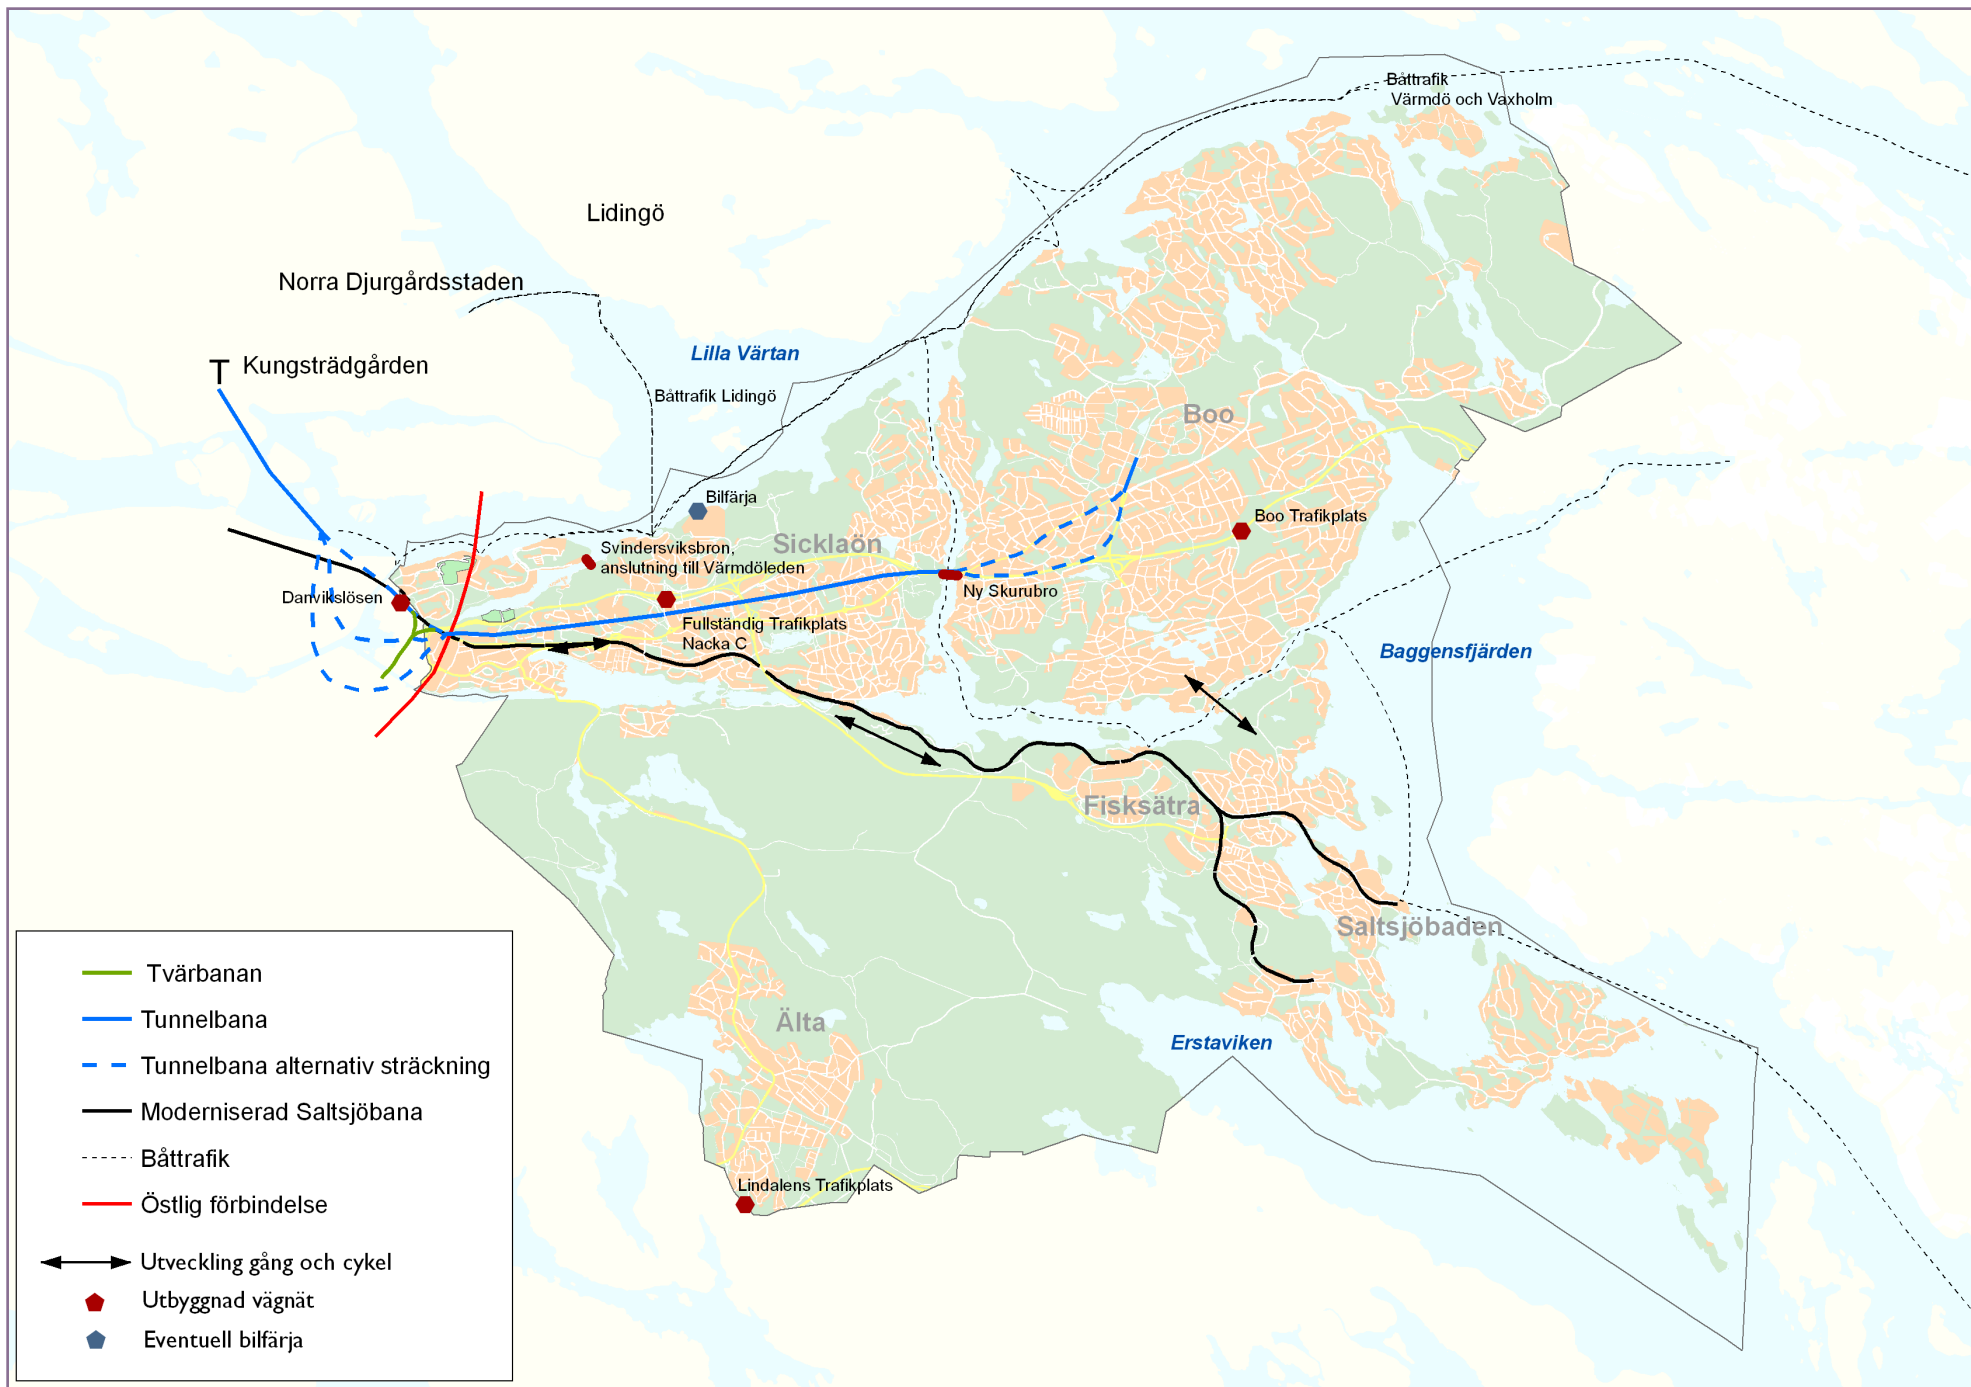 Båttrafik
Värmdö och Vaxholm
Lidingö
Norra Djurgårdsstaden
T Kungsträdgården
Lilla Värtan
Båttrafik Lidingö
Boo
Bilfärja
Boo Trafikplats
Sicklaön
Svindersviksbron,
anslutning till Värmdöleden
Ny Skurubro
Danvikslösen
Fullständig Trafikplats
Nacka C
Baggensfjärden
Fisksätra
Saltsjöbaden
Älta
Erstaviken
Lindalens Trafikplats
Tvärbanan
Tunnelbana
Tunnelbana alternativ sträckning
Moderniserad Saltsjöbana
Båttrafik
Östlig förbindelse
Utveckling gång och cykel
Utbyggnad vägnät
Eventuell bilfärja